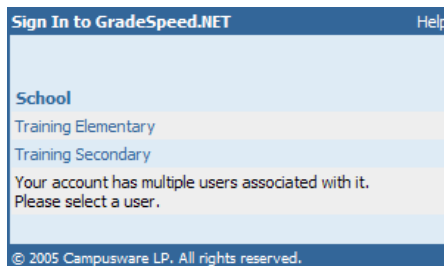 Sign In to GradeSpeed.NET Help
School
Training Elementary
Training Secondary
Your account has multiple users associated with it.
Please select a user.
© 2005 Campusware LP. All rights reserved.